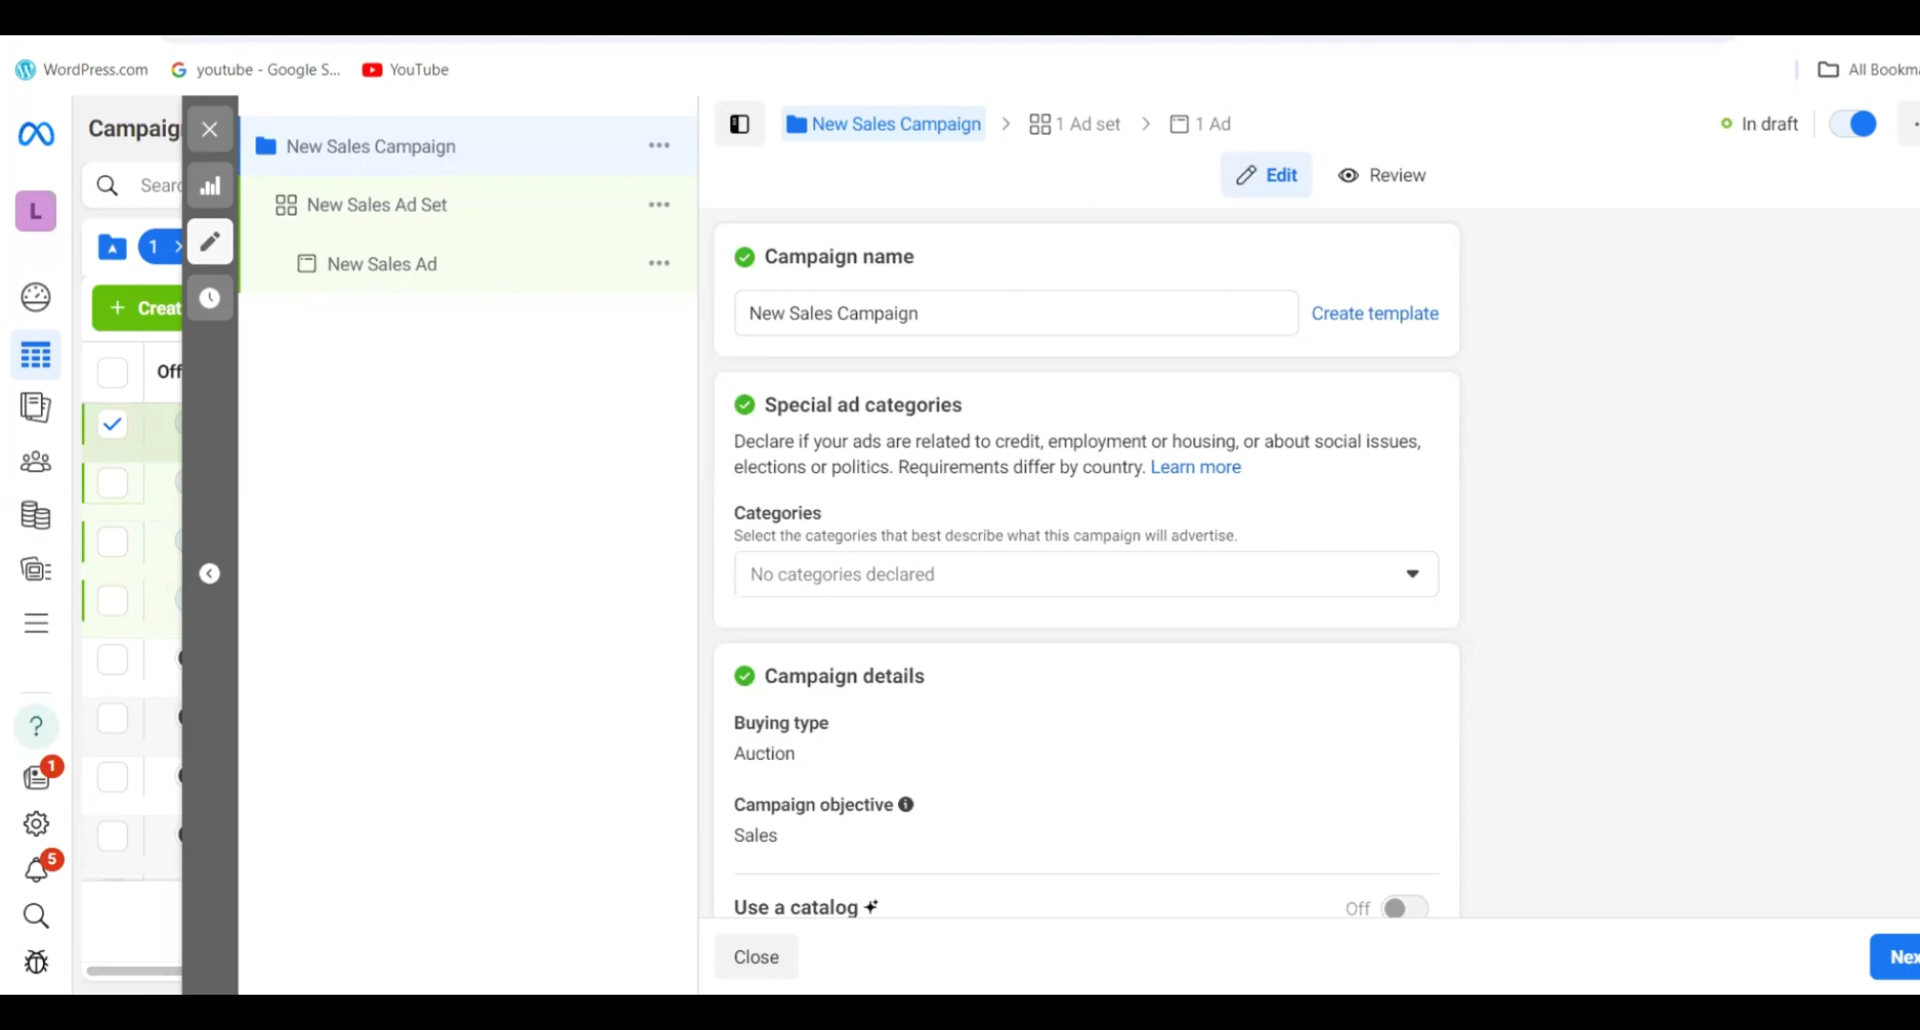 WordPress.com
youtube - Google S...
YouTube
All Bookma
Campaig
New Sales Campaign
New Sales Campaign
1 Ad set
1 Ad
In draft
Edit
Review
L
Searc
New Sales Ad Set
1
New Sales Ad
Creat
Off
Campaign name
New Sales Campaign
Create template
Special ad categories
Declare if your ads are related to credit, employment or housing, or about social issues,
elections or politics. Requirements differ by country. Learn more
Categories
Select the categories that best describe what this campaign will advertise.
No categories declared
Campaign details
Buying type
Auction
Campaign objective
Sales
Use a catalog
Off
?
1
5
Close
Nex